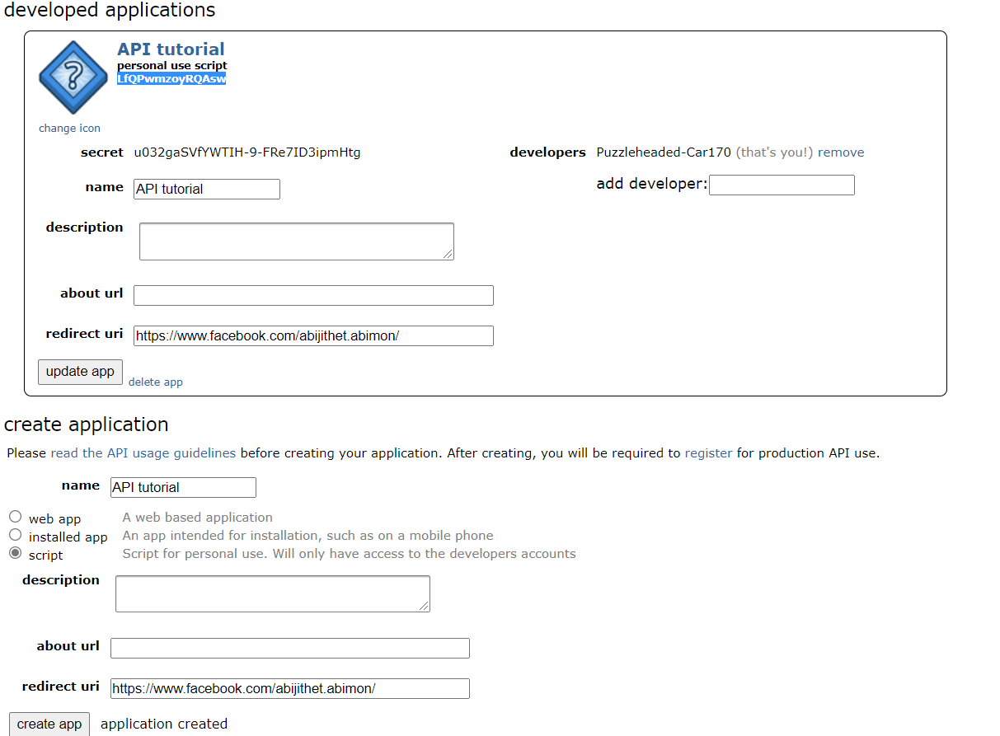 developed applications
API tutorial
personal use script
LfQPwmzoyRQAsw
change icon
secret u032gaSVfYWTIH-9-FRe7ID3ipmHtg
developers Puzzleheaded-Car170 (that's you!) remove
name API tutorial
add developer:
description
about url
redirect uri https://www.facebook.com/abijithet.abimon/
update app delete app
create application
Please read the API usage guidelines before creating your application. After creating, you will be required to register for production API use.
name API tutorial
web app A web based application
installed app An app intended for installation, such as on a mobile phone
script Script for personal use. Will only have access to the developers accounts
description
about url
redirect uri https://www.facebook.com/abijithet.abimon/
create app application created